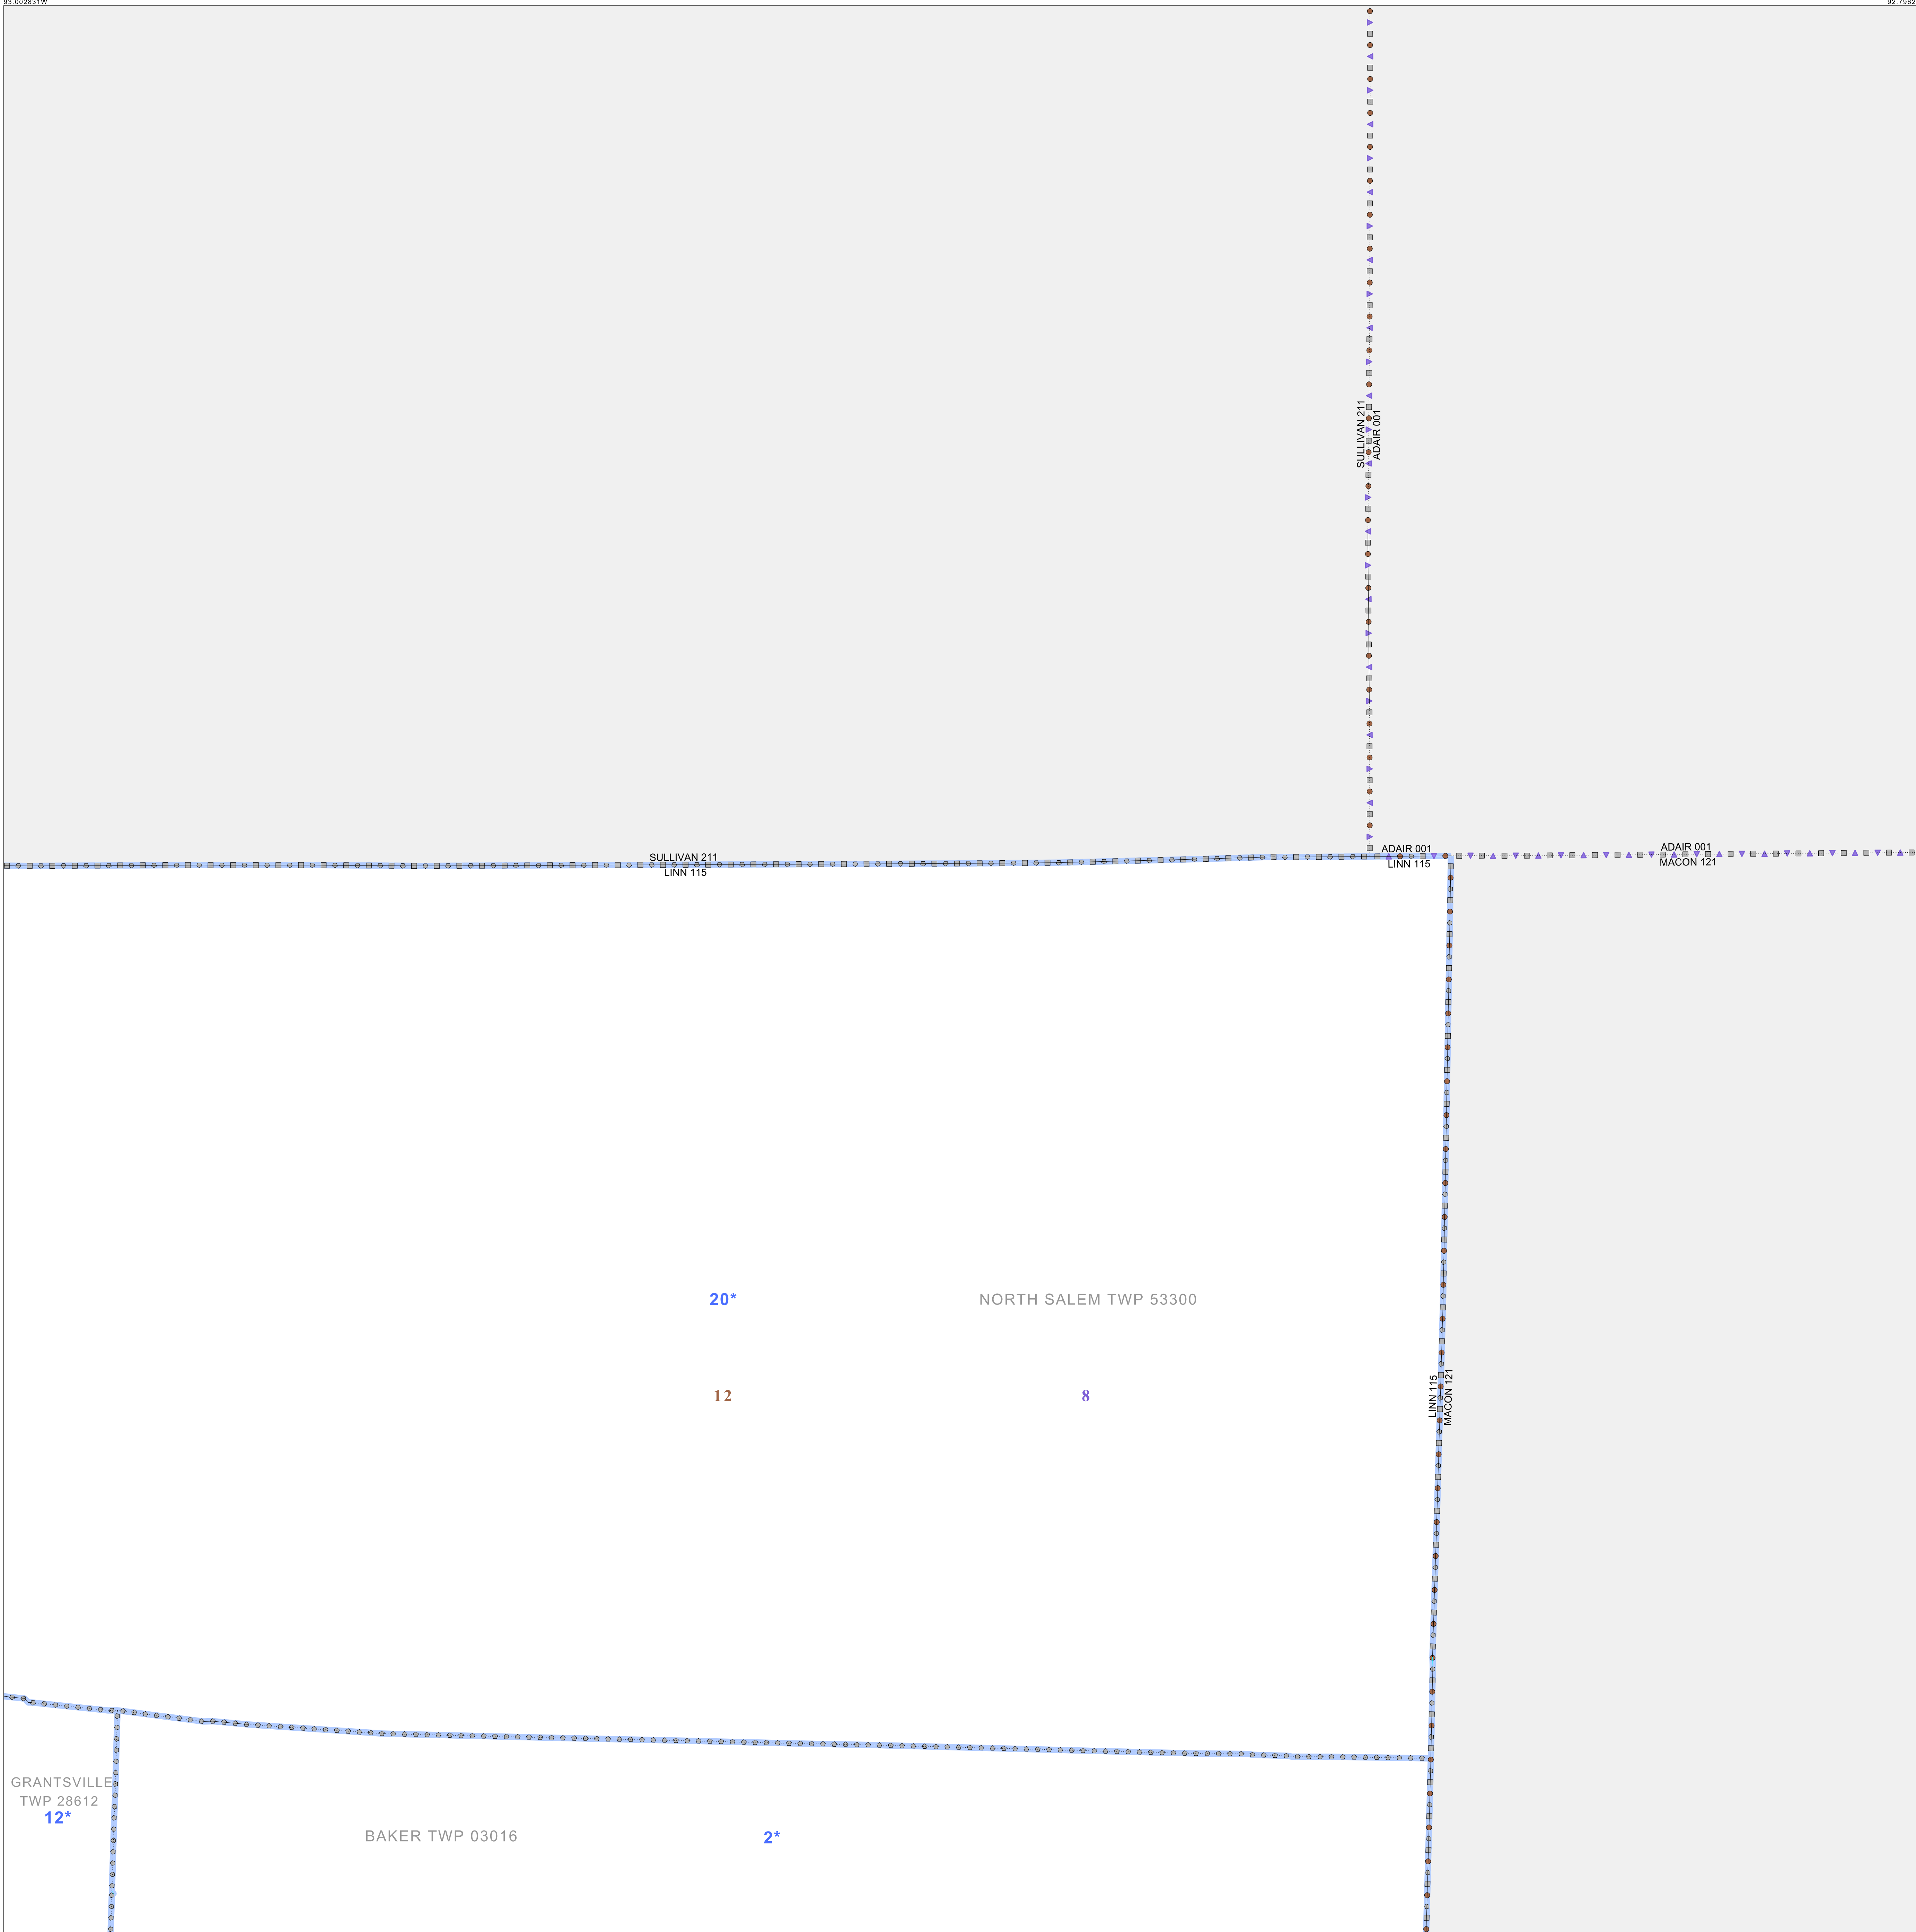 93.002831W
92.7962
SULLIVAN 211
ADAIR 001
SULLIVAN 211
LINN 115
ADAIR 001
LINN 115
ADAIR 001
MACON 121
20*
NORTH SALEM TWP 53300
12
8
LINN 115
MACON 121
GRANTSVILLE
TWP 28612
12*
BAKER TWP 03016
2*